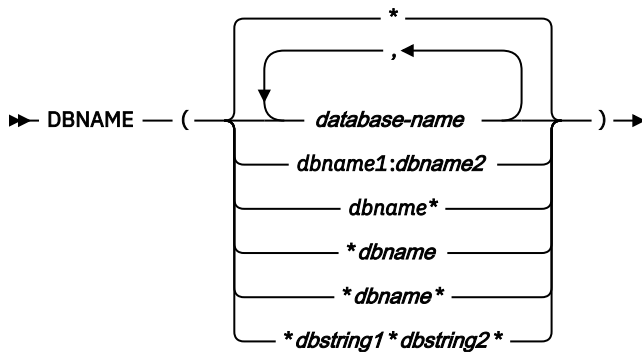 *
,
DBNAME ( database-name )
dbname1:dbname2
dbname*
*dbname
*dbname*
*dbstring1*dbstring2*